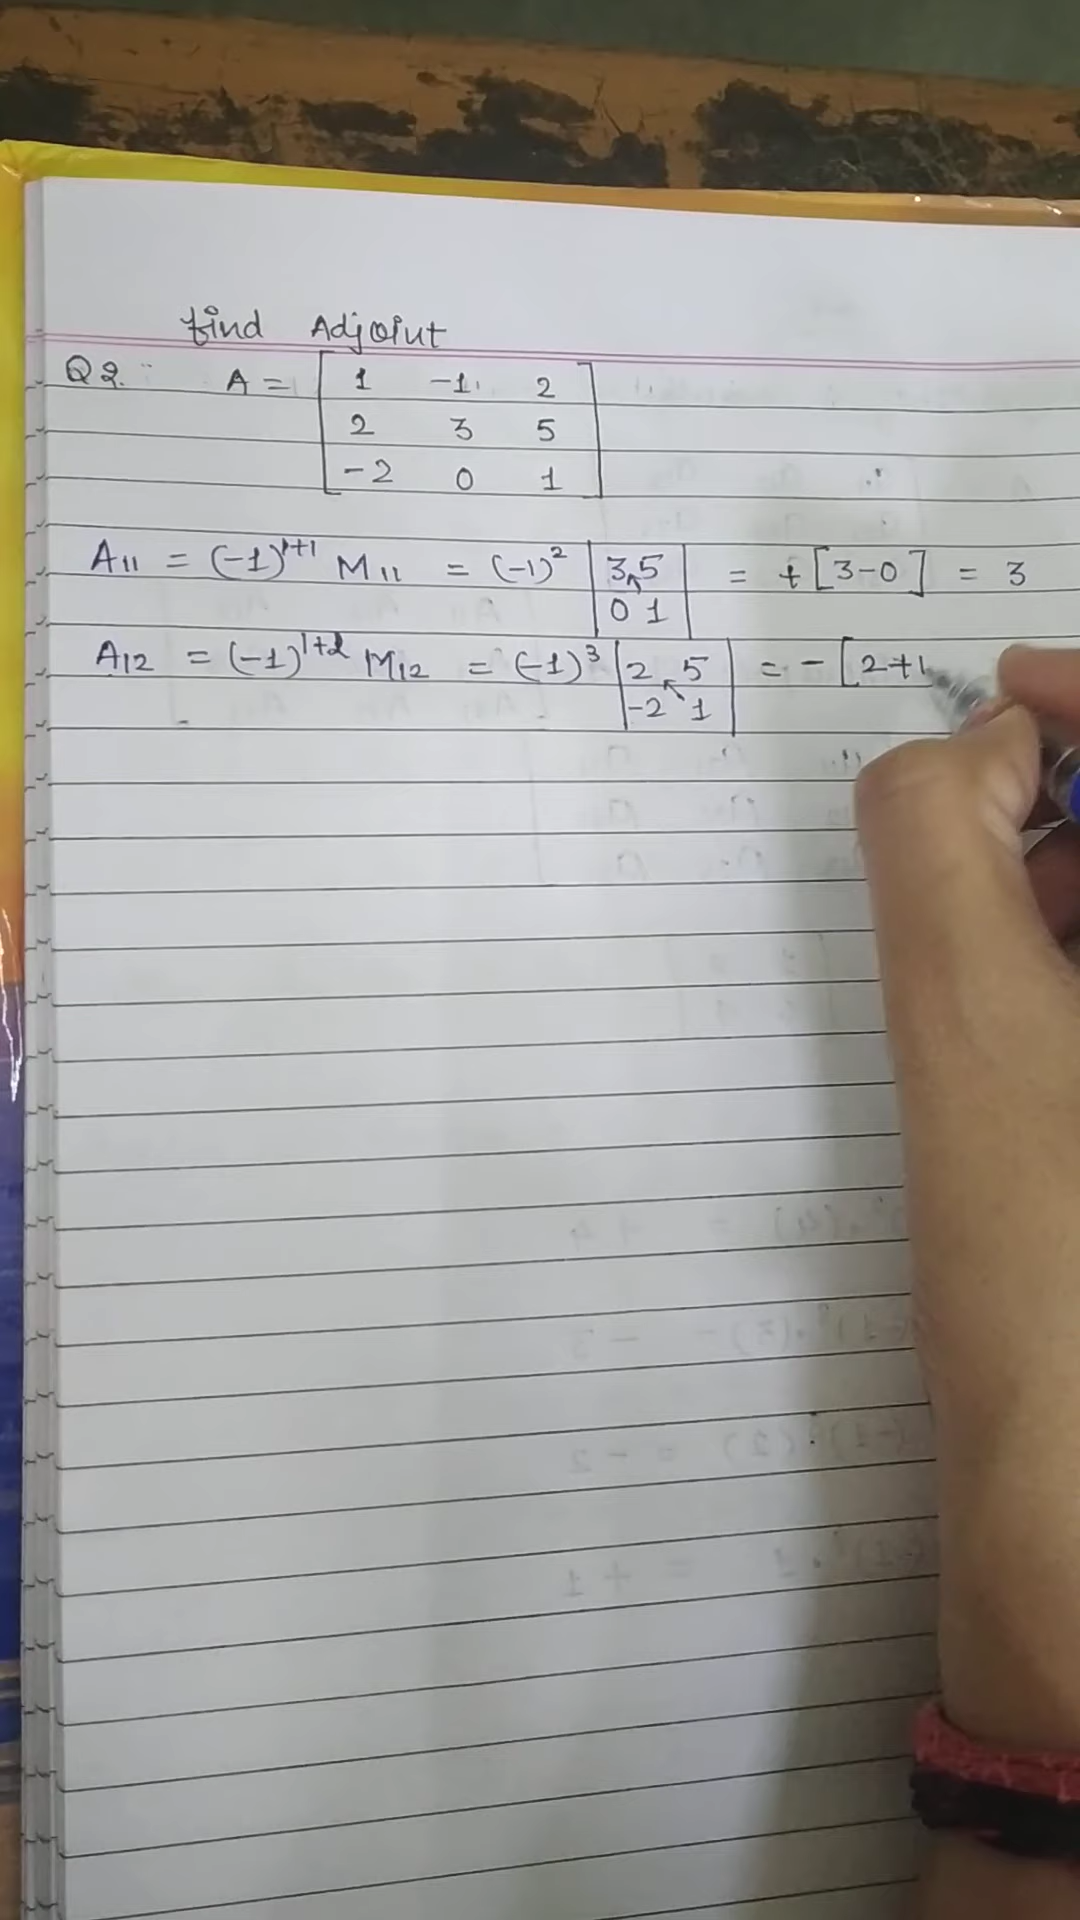 find Adjoint
Q2. A = [ 1 -1 2
2 3 5
-2 0 1 ]
A11 = (-1)^1+1 M11 = (-1)^2 | 3 5 | = +[3-0] = 3
0 1
A12 = (-1)^1+2 M12 = (-1)^3 | 2 5 | = -[2+1
-2 1